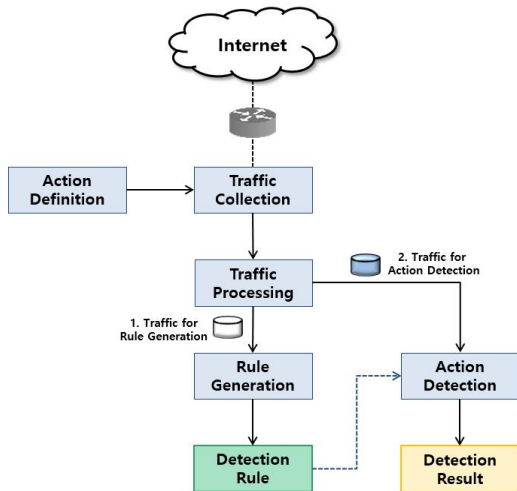 Internet
Action
Definition
Traffic
Collection
Traffic
Processing
2. Traffic for
Action Detection
1. Traffic for
Rule Generation
Rule
Generation
Action
Detection
Detection
Rule
Detection
Result